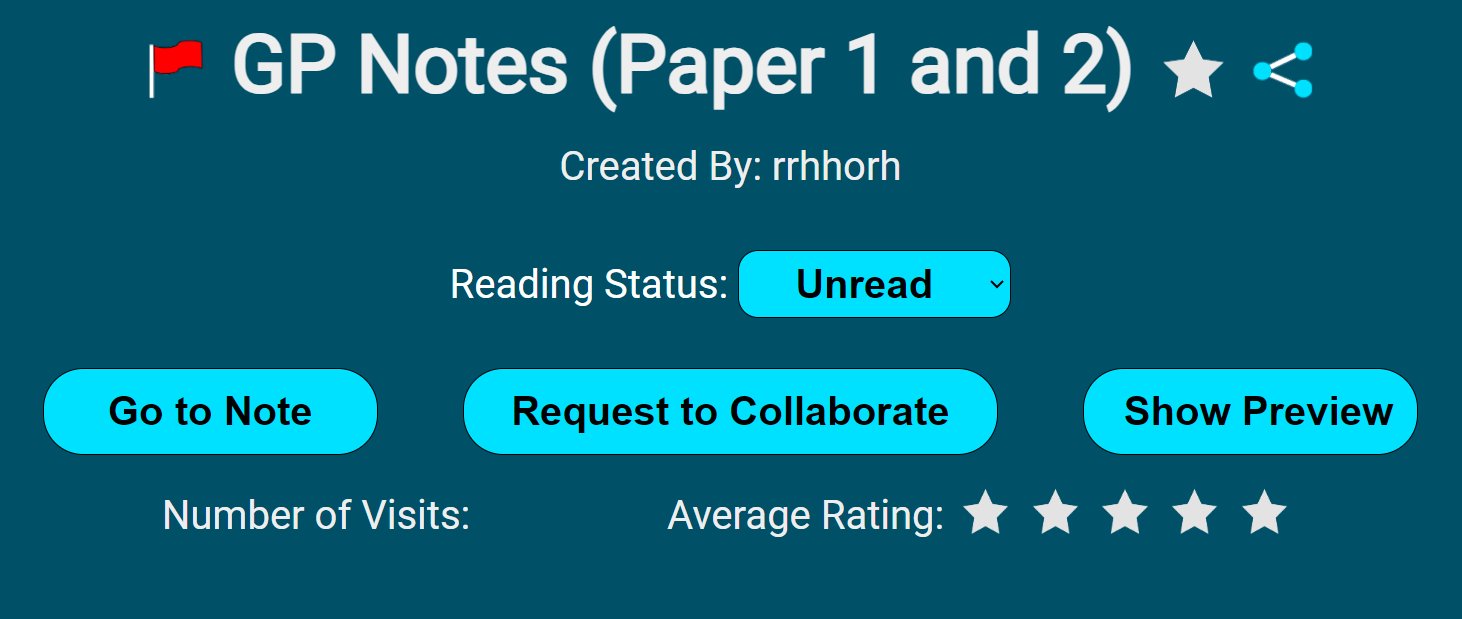 GP Notes (Paper 1 and 2)
Created By: rrhhorh
Reading Status: Unread
Go to Note Request to Collaborate Show Preview
Number of Visits: Average Rating: